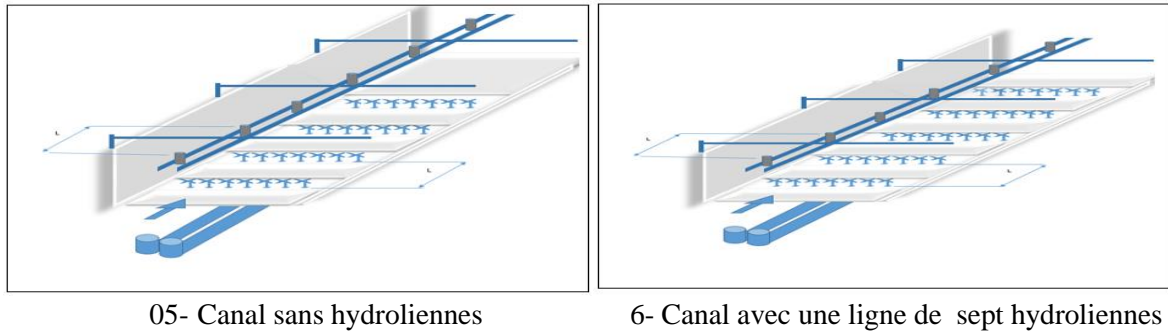 L
L
L
L
05- Canal sans hydroliennes
6- Canal avec une ligne de sept hydroliennes